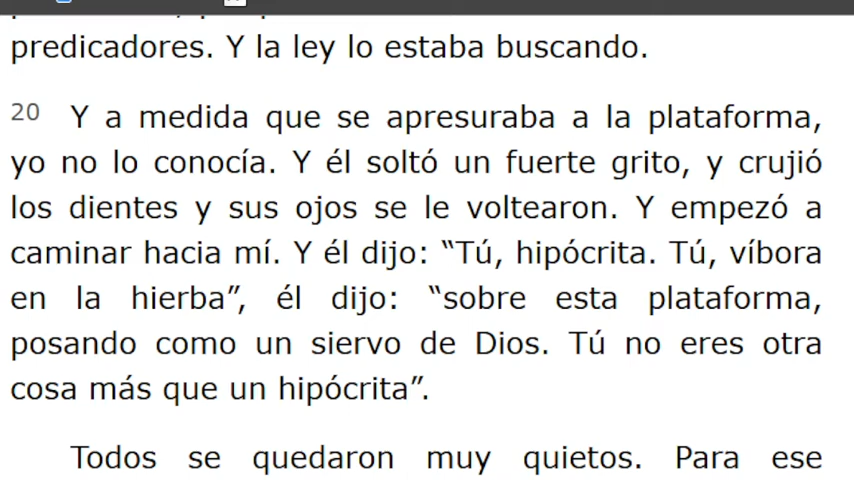 predicadores. Y la ley lo estaba buscando.
20 Y a medida que se apresuraba a la plataforma,
yo no lo conocía. Y él soltó un fuerte grito, y crujió
los dientes y sus ojos se le voltearon. Y empezó a
caminar hacia mí. Y él dijo: “Tú, hipócrita. Tú, víbora
en la hierba”, él dijo: “sobre esta plataforma,
posando como un siervo de Dios. Tú no eres otra
cosa más que un hipócrita”.
Todos se quedaron muy quietos. Para ese